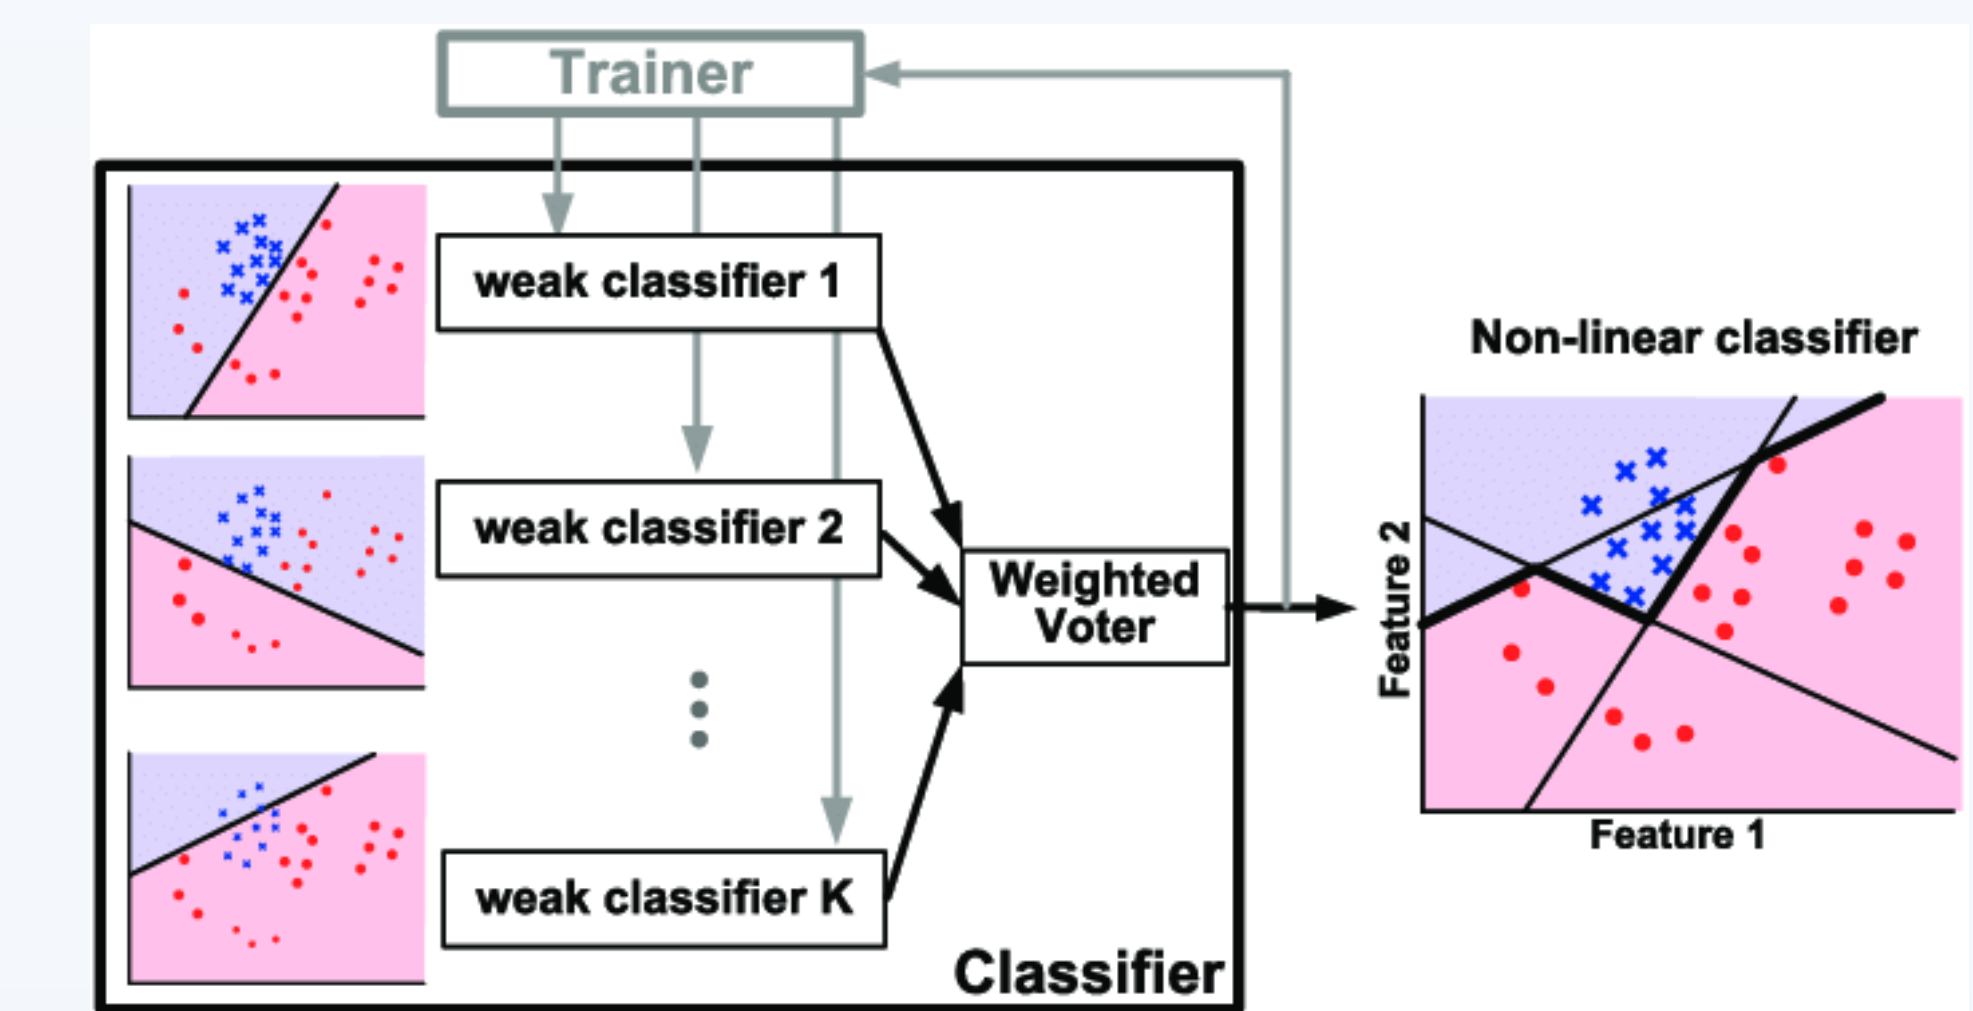 Trainer
weak classifier 1
weak classifier 2
Weighted
Voter
weak classifier K
Classifier
Non-linear classifier
Feature 2
Feature 1